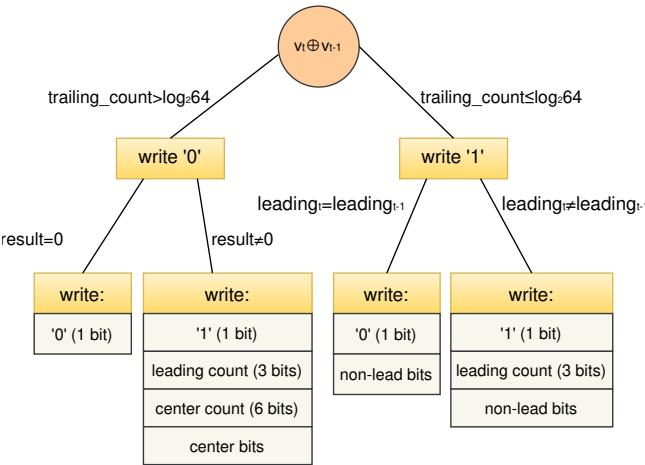 vt⊕vt-1
trailing_count>log264
trailing_count≤log264
write '0'
write '1'
leadingt=leadingt-1
leadingt≠leadingt-
result=0
result≠0
write:
write:
write:
write:
'0' (1 bit)
'1' (1 bit)
'0' (1 bit)
'1' (1 bit)
leading count (3 bits)
non-lead bits
leading count (3 bits)
center count (6 bits)
non-lead bits
center bits